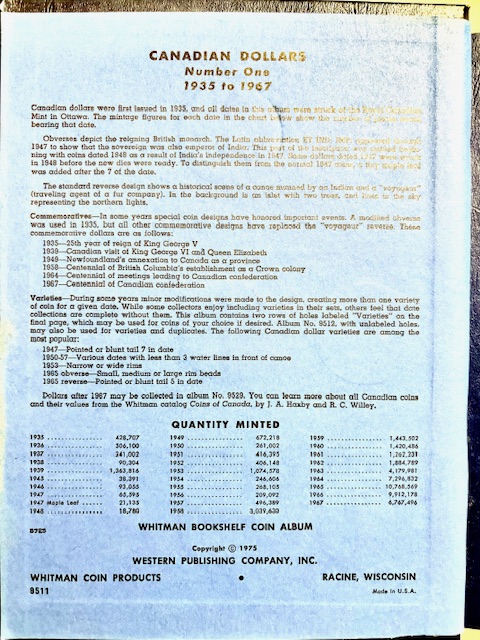 CANADIAN DOLLARS
Number One
1935 to 1967
Canadian dollars were first issued in 1935, and all dates in this album were struck at the Royal Canadian
Mint in Ottawa. The mintage figures for each date in the chart below show the number of pieces
bearing that date.
Obverses depict the reigning British monarch. The Latin abbreviation ET IND: IMP. appeared
1947 to show that the sovereign was also emperor of India. This part of the was omitted begin-
ning with coins dated 1948 as a result of India's independence in 1947. Some dollars dated 1947 were struck
in 1948 before the new dies were ready. To distinguish them from the normal 1947 coins, a tiny maple leaf
was added after the 7 of the date.
The standard reverse design shows a historical scene of a canoe manned by an Indian and a "voyageur"
(traveling agent of a fur company). In the background is an islet with two trees, and lines in the sky
representing the northern lights.
Commemoratives—In some years special coin designs have honored important events. A modified obverse
was used in 1935, but all other commemorative designs have replaced the "voyageur" reverse. These
commemorative dollars are as follows:
1935—25th year of reign of King George V
1939—Canadian visit of King George VI and Queen Elizabeth
1949—Newfoundland's annexation to Canada as a province
1958—Centennial of British Columbia's establishment as a Crown colony
1964—Centennial of meetings leading to Canadian confederation
1967—Centennial of Canadian confederation
Varieties—During some years minor modifications were made to the design, creating more than one variety
of coin for a given date. While some collectors enjoy including varieties in their sets, others feel that date
collections are complete without them. This album contains two rows of holes labeled "Varieties" on the
final page, which may be used for coins of your choice if desired. Album No. 9512, with unlabeled holes,
may also be used for varieties and duplicates. The following Canadian dollar varieties are among the
most popular:
1947—Pointed or blunt tail 7 in date
1950-57—Various dates with less than 3 water lines in front of canoe
1953—Narrow or wide rims
1965 obverse—Small, medium or large rim beads
1965 reverse—Pointed or blunt tail 5 in date
Dollars after 1967 may be collected in album No. 9529. You can learn more about all Canadian coins
and their values from the Whitman catalog Coins of Canada, by J. A. Haxby and R. C. Willey.
QUANTITY MINTED
1935 .................... 428,707 1949 .................... 672,218 1959 .................... 1,443,502
1936 .................... 306,100 1950 .................... 261,002 1960 .................... 1,420,486
1937 .................... 241,002 1951 .................... 416,395 1961 .................... 1,262,231
1938 .................... 90,304 1952 .................... 406,148 1962 .................... 1,884,789
1939 .................... 1,363,816 1953 .................... 1,074,578 1963 .................... 4,179,981
1945 .................... 38,391 1954 .................... 246,606 1964 .................... 7,296,832
1946 .................... 93,055 1955 .................... 268,105 1965 .................... 10,768,569
1947 .................... 65,595 1956 .................... 209,092 1966 .................... 9,912,178
1947 Maple Leaf ...... 21,135 1957 .................... 496,389 1967 .................... 6,767,496
1948 .................... 18,780 1958 .................... 3,039,630
WHITMAN BOOKSHELF COIN ALBUM
Copyright © 1975
WESTERN PUBLISHING COMPANY, INC.
WHITMAN COIN PRODUCTS • RACINE, WISCONSIN
9511 Made in U.S.A.